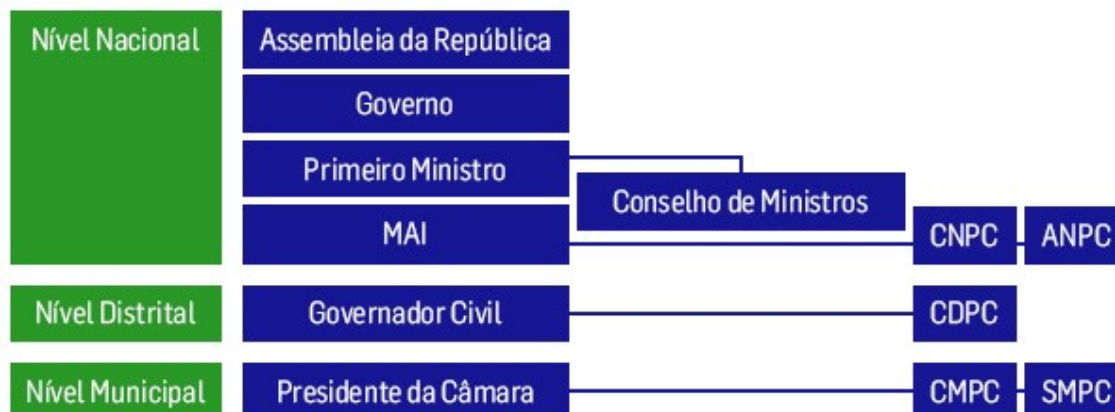 Nível Nacional
Assembleia da República
Governo
Primeiro Ministro
Conselho de Ministros
MAI
CNPC
ANPC
Nível Distrital
Governador Civil
CDPC
Nível Municipal
Presidente da Câmara
CMPC
SMPC